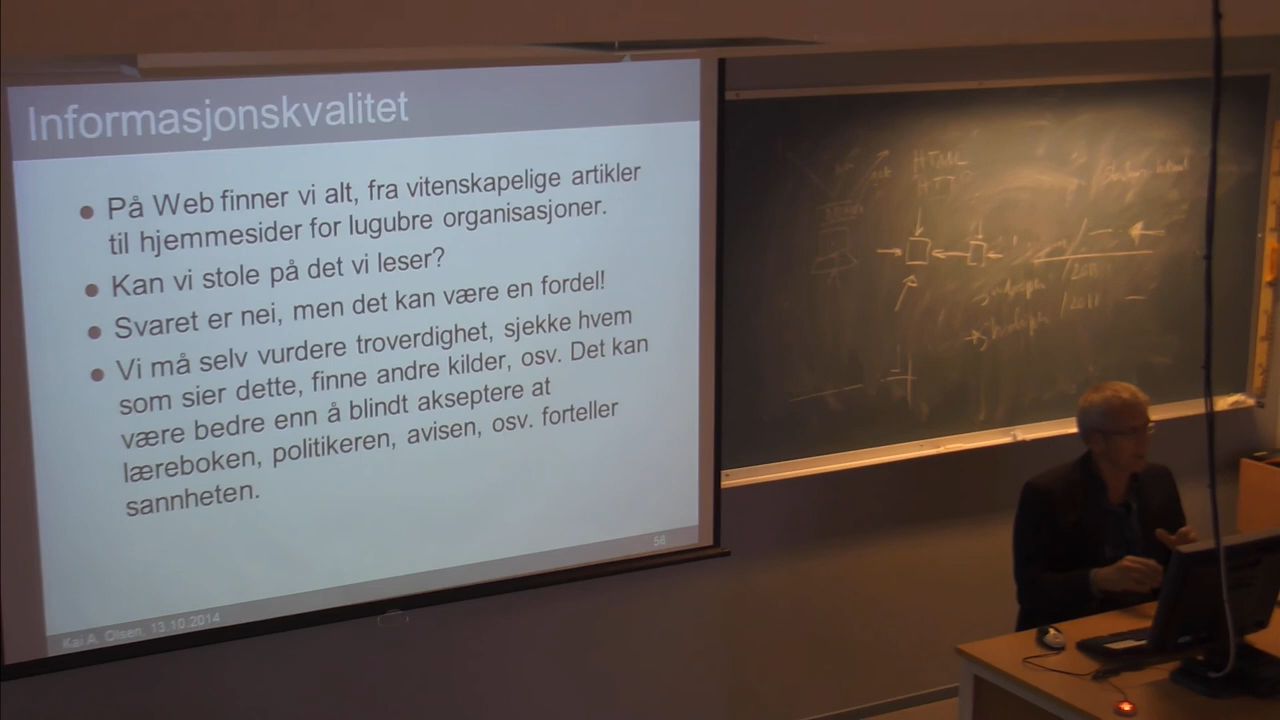 Informasjonskvalitet
● På Web finner vi alt, fra vitenskapelige artikler
til hjemmesider for lugubre organisasjoner.
● Kan vi stole på det vi leser?
● Svaret er nei, men det kan være en fordel!
● Vi må selv vurdere troverdighet, sjekke hvem
som sier dette, finne andre kilder, osv. Det kan
være bedre enn å blindt akseptere at
læreboken, politikeren, avisen, osv. forteller
sannheten.
56
Kai A. Olsen, 13.10.2014
HTML
HTTP
/2013
/2011